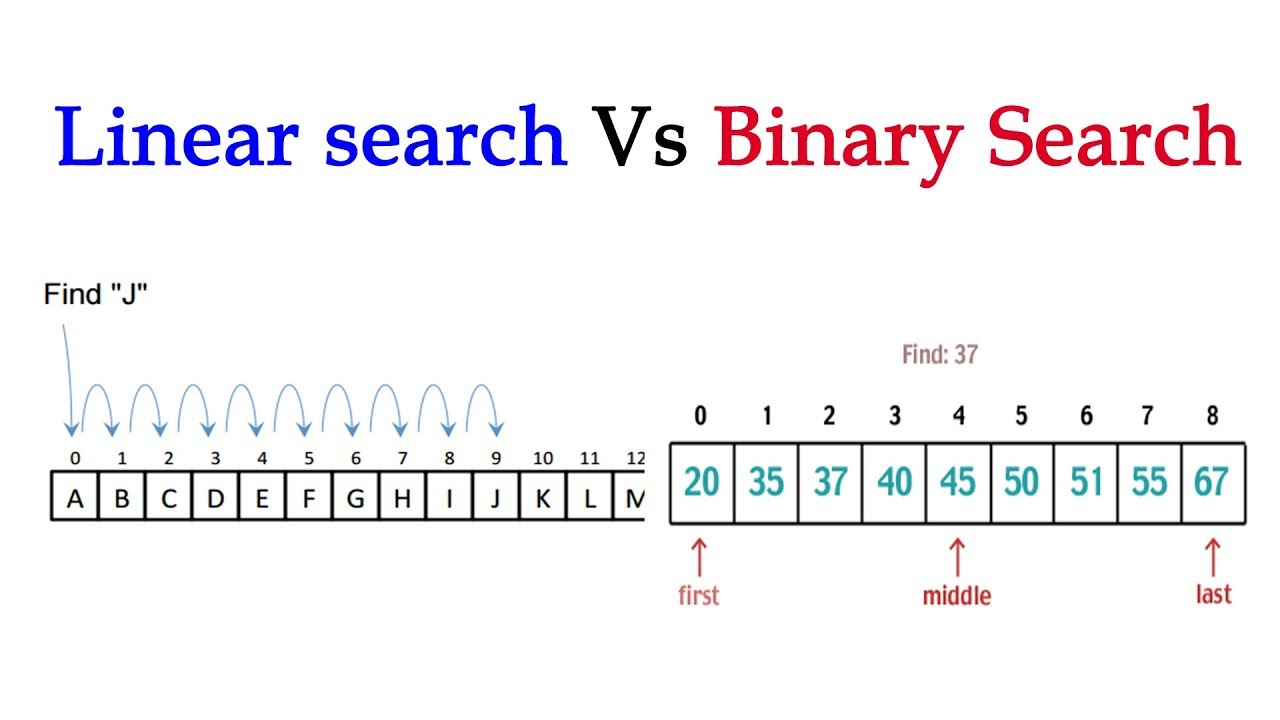 Linear search Vs Binary Search
Find "J"
0 1 2 3 4 5 6 7 8 9 10 11 12
A B C D E F G H I J K L M
Find: 37
0 1 2 3 4 5 6 7 8
20 35 37 40 45 50 51 55 67
first middle last